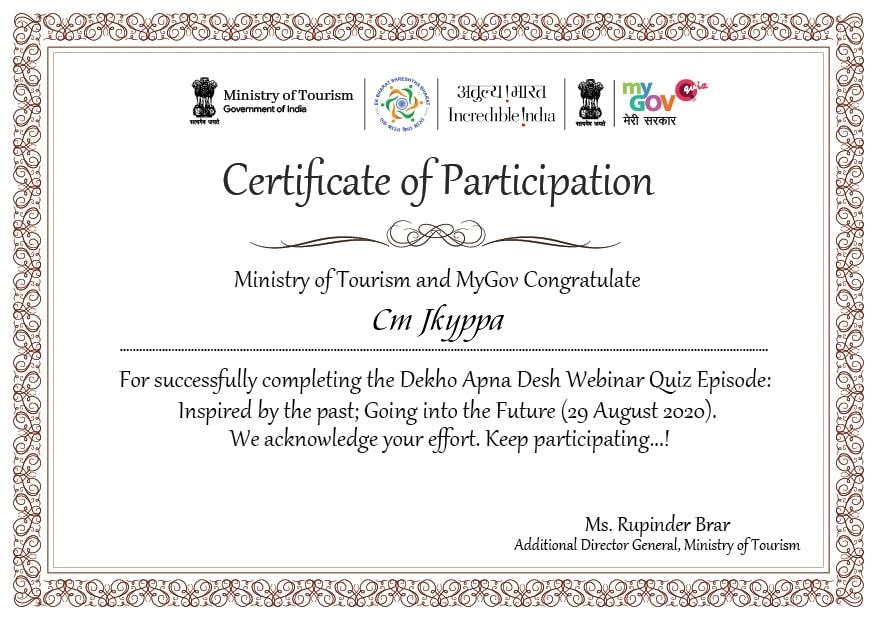 Ministry of Tourism
Government of India
सत्यमेव जयते
EK BHARAT SHRESHTHA BHARAT
एक भारत श्रेष्ठ भारत
अतुल्य ! भारत
Incredible !ndia
सत्यमेव जयते
my
GOV quiz
मेरी सरकार
Certificate of Participation
Ministry of Tourism and MyGov Congratulate
Cm Jkyppa
For successfully completing the Dekho Apna Desh Webinar Quiz Episode:
Inspired by the past; Going into the Future (29 August 2020).
We acknowledge your effort. Keep participating...!
Ms. Rupinder Brar
Additional Director General, Ministry of Tourism